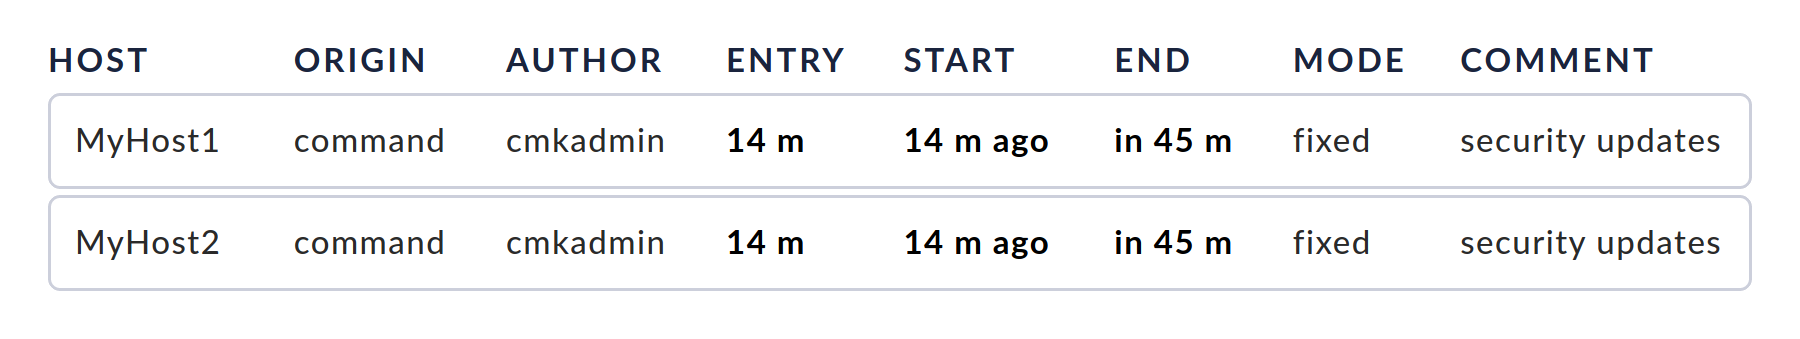 HOST ORIGIN AUTHOR ENTRY START END MODE COMMENT
MyHost1 command cmkadmin 14 m 14 m ago in 45 m fixed security updates
MyHost2 command cmkadmin 14 m 14 m ago in 45 m fixed security updates